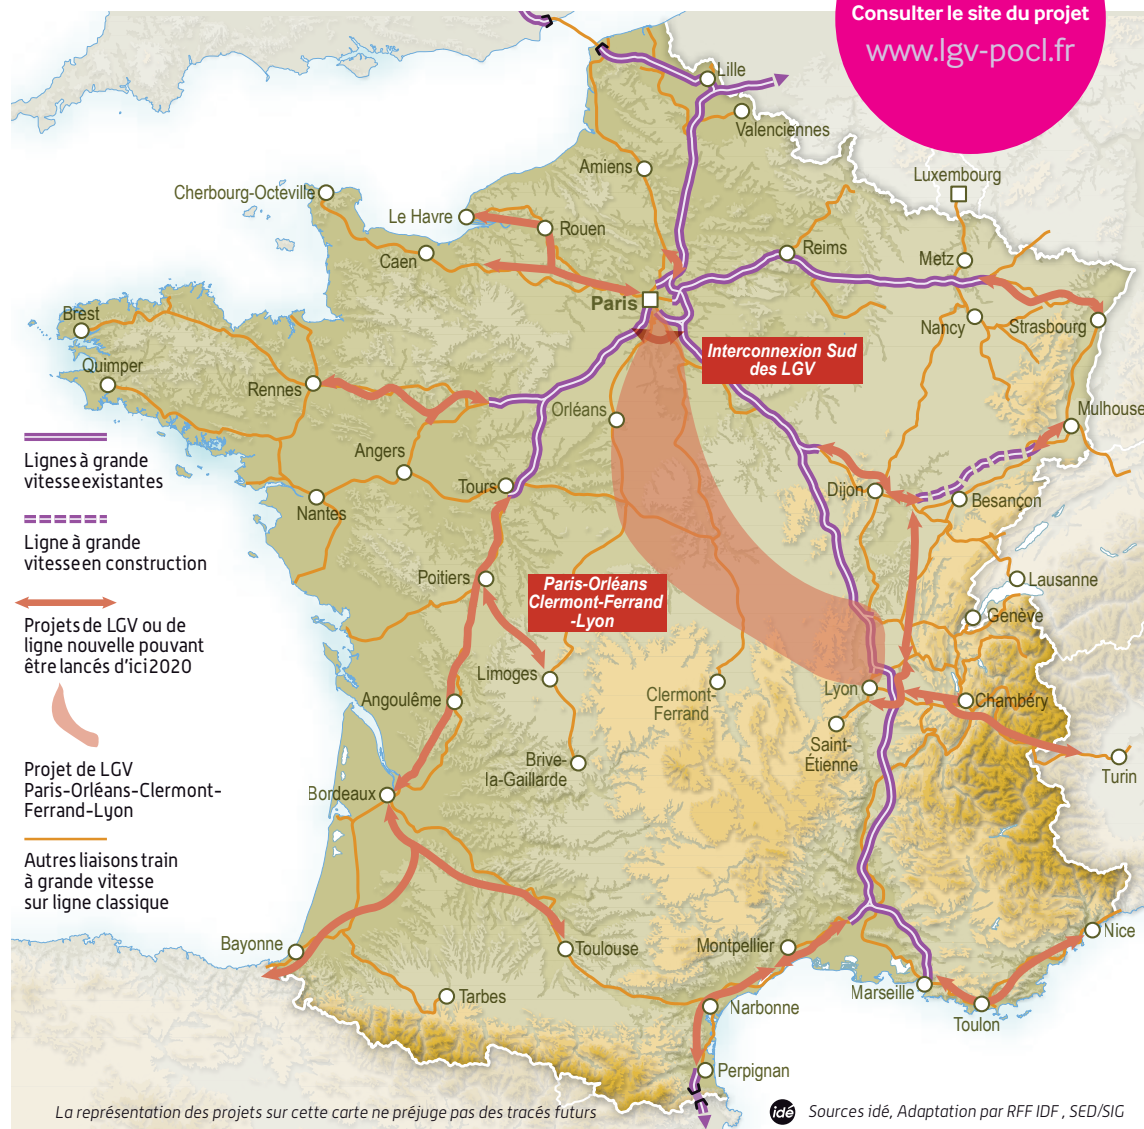 Consulter le site du projet
www.lgv-pocl.fr
Lille
Valenciennes
Amiens
Luxembourg
Cherbourg-Octeville
Le Havre
Rouen
Reims
Metz
Caen
Paris
Brest
Nancy
Strasbourg
Quimper
Interconnexion Sud
des LGV
Rennes
Orléans
Mulhouse
Lignes à grande
vitesse existantes
Angers
Tours
Dijon
Besançon
Nantes
Ligne à grande
vitesse en construction
Poitiers
Paris-Orléans
Clermont-Ferrand
-Lyon
Lausanne
Genève
Projets de LGV ou de
ligne nouvelle pouvant
être lancés d'ici 2020
Limoges
Clermont-
Ferrand
Lyon
Chambéry
Angoulême
Saint-
Étienne
Brive-
la-Gaillarde
Turin
Projet de LGV
Paris-Orléans-Clermont-
Ferrand-Lyon
Bordeaux
Autres liaisons train
à grande vitesse
sur ligne classique
Bayonne
Toulouse
Montpellier
Nice
Marseille
Tarbes
Narbonne
Toulon
Perpignan
La représentation des projets sur cette carte ne préjuge pas des tracés futurs
idé Sources idé, Adaptation par RFF IDF , SED/SIG